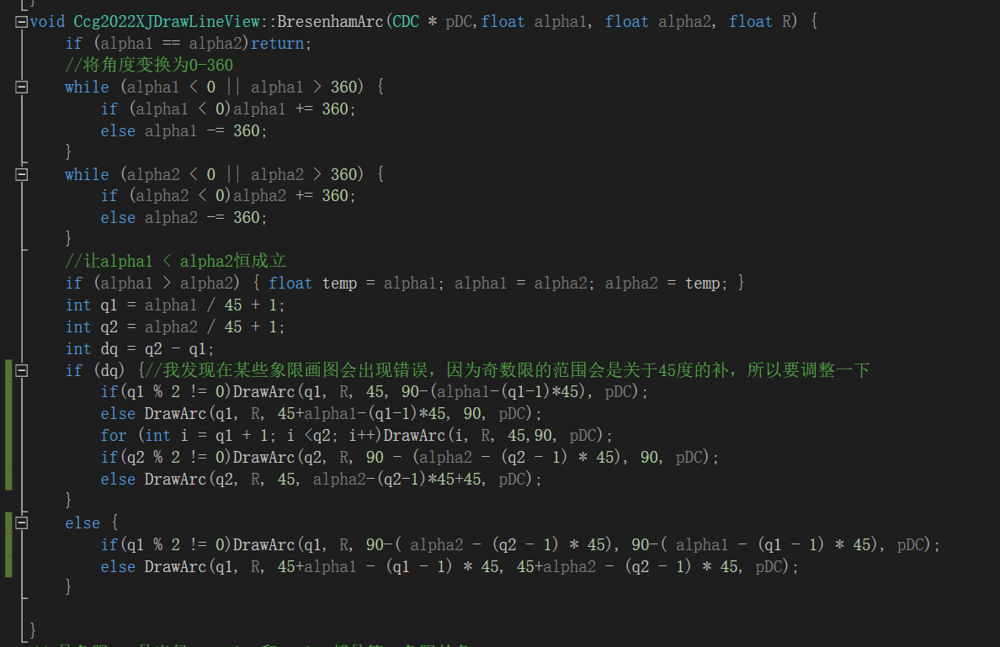 }
void Ccg2022XJDrawLineView::BresenhamArc(CDC * pDC,float alpha1, float alpha2, float R) {
if (alpha1 == alpha2)return;
//将角度变换为0-360
while (alpha1 < 0 || alpha1 > 360) {
if (alpha1 < 0)alpha1 += 360;
else alpha1 -= 360;
}
while (alpha2 < 0 || alpha2 > 360) {
if (alpha2 < 0)alpha2 += 360;
else alpha2 -= 360;
}
//让alpha1 < alpha2恒成立
if (alpha1 > alpha2) { float temp = alpha1; alpha1 = alpha2; alpha2 = temp; }
int q1 = alpha1 / 45 + 1;
int q2 = alpha2 / 45 + 1;
int dq = q2 - q1;
if (dq) {//我发现在某些象限画图会出现错误，因为奇数限的范围会是关于45度的补，所以要调整一下
if(q1 % 2 != 0)DrawArc(q1, R, 45, 90-(alpha1-(q1-1)*45), pDC);
else DrawArc(q1, R, 45+alpha1-(q1-1)*45, 90, pDC);
for (int i = q1 + 1; i <q2; i++)DrawArc(i, R, 45,90, pDC);
if(q2 % 2 != 0)DrawArc(q2, R, 90 - (alpha2 - (q2 - 1) * 45), 90, pDC);
else DrawArc(q2, R, 45, alpha2-(q2-1)*45+45, pDC);
}
else {
if(q1 % 2 != 0)DrawArc(q1, R, 90-( alpha2 - (q2 - 1) * 45), 90-( alpha1 - (q1 - 1) * 45), pDC);
else DrawArc(q1, R, 45+alpha1 - (q1 - 1) * 45, 45+alpha2 - (q2 - 1) * 45, pDC);
}
}